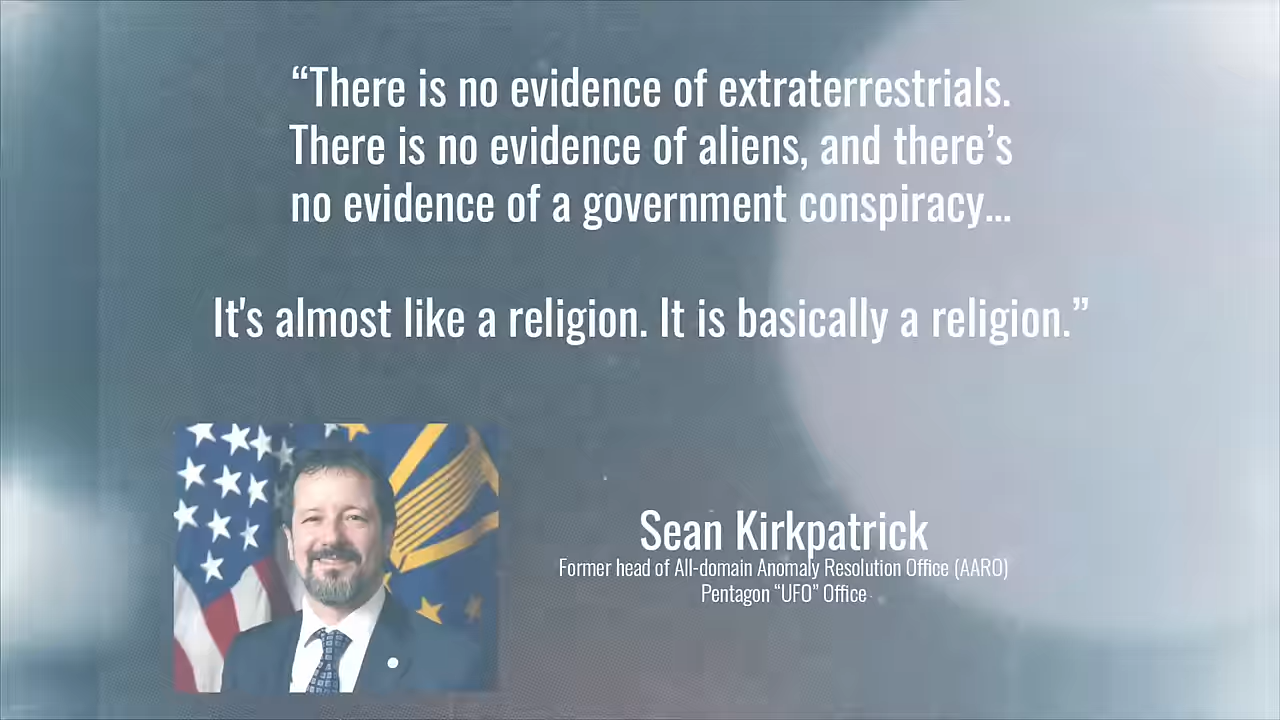 “There is no evidence of extraterrestrials.
There is no evidence of aliens, and there’s
no evidence of a government conspiracy...
It's almost like a religion. It is basically a religion.”
Sean Kirkpatrick
Former head of All-domain Anomaly Resolution Office (AARO)
Pentagon “UFO” Office